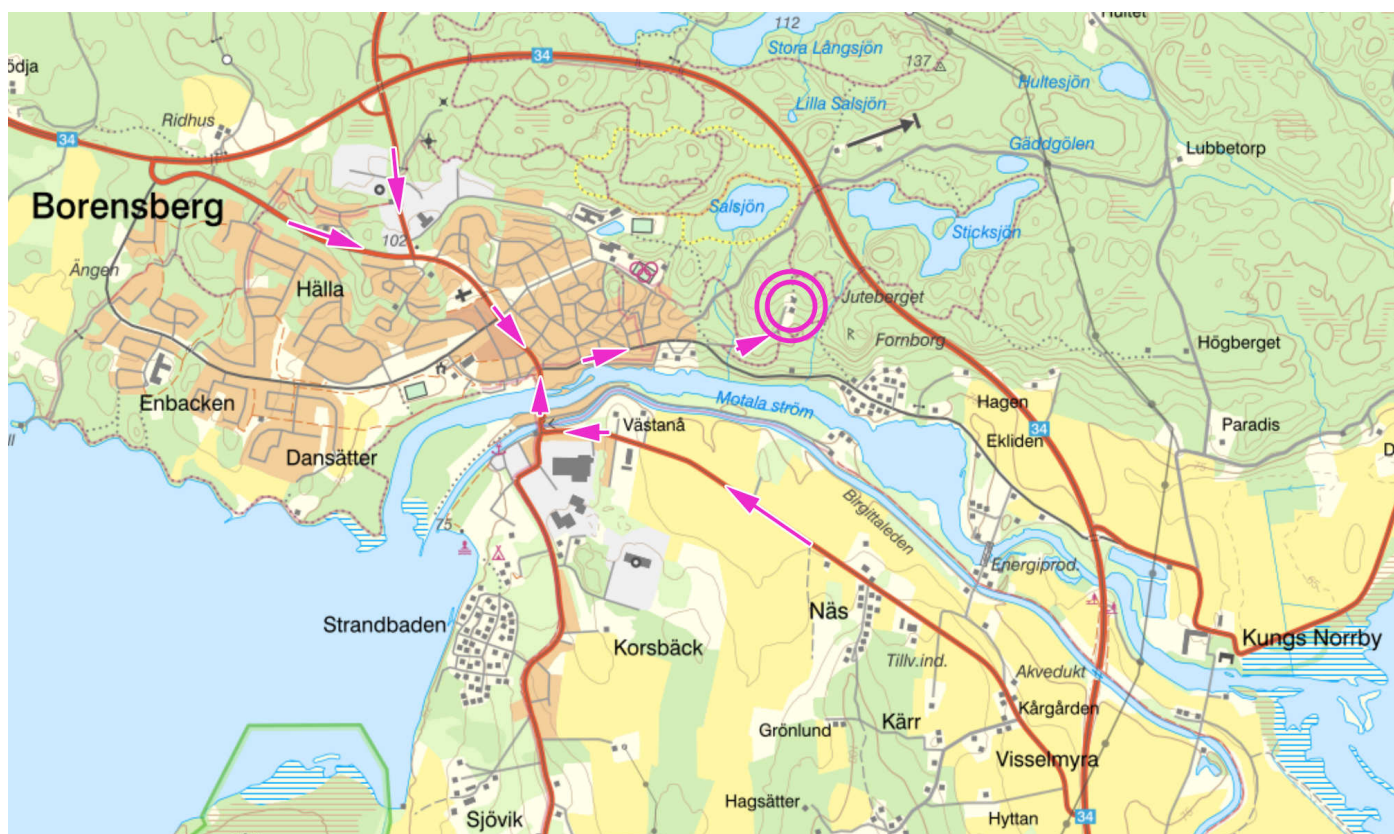 112
Hultet
Stora Långsjön
34
137
Hultesjön
Lilla Salsjön
Ridhus
34
Gäddgölen
Lubbetorp
Borensberg
Salsjön
Sticksjön
102
Ängen
Hälla
Juteberget
Fornborg
Högberget
Enbacken
Motala ström
Hagen
Västanå
Paradis
34
Ekliden
Dansätter
Birgittaleden
75
75
Energiprod.
65
Näs
Strandbaden
Kungs Norrby
Korsbäck
Tillv.ind.
Akvedukt
Kårgården
Grönlund
Kärr
Visselmyra
Hagsätter
Sjövik
Hyttan
34